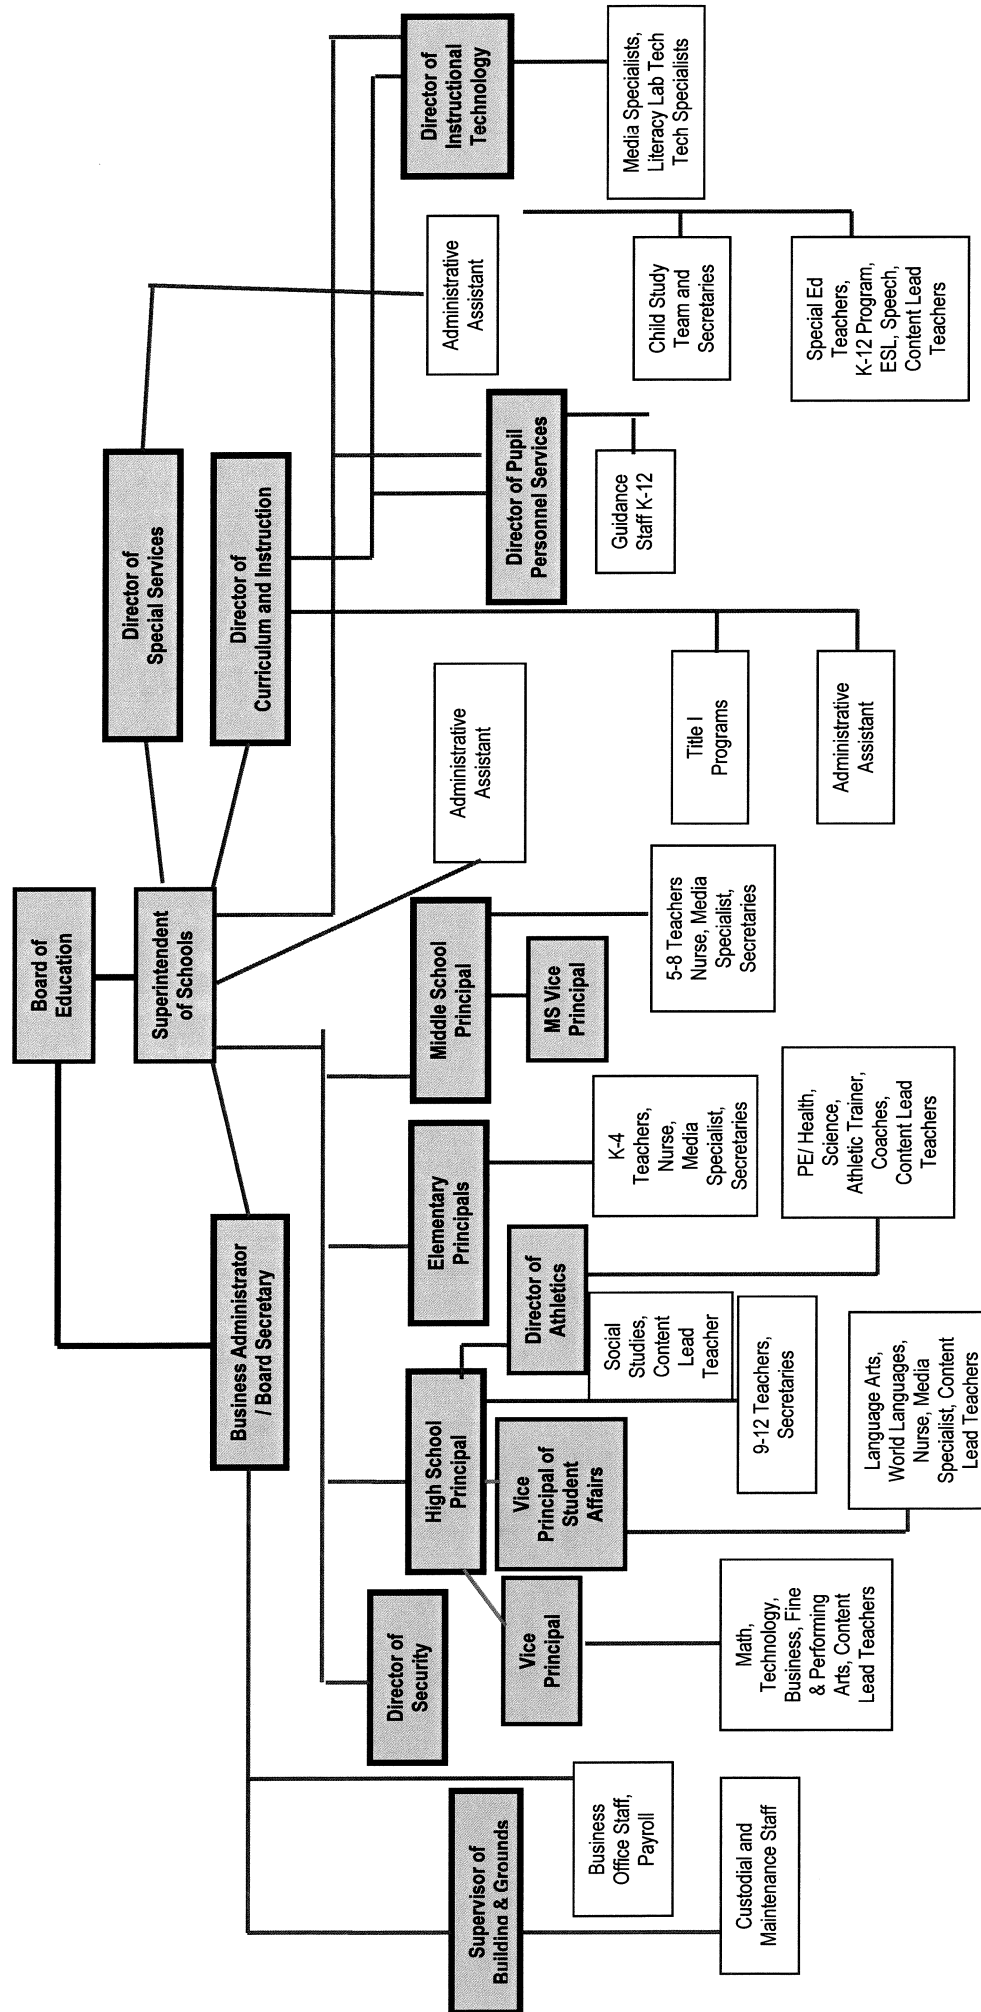 Board of
Education
Superintendent
of Schools
Business Administrator
/ Board Secretary
Director of
Special Services
Director of
Curriculum and Instruction
Supervisor of
Building & Grounds
Director of
Security
High School
Principal
Elementary
Principals
Middle School
Principal
Administrative
Assistant
Director of Pupil
Personnel Services
Administrative
Assistant
Director of
Instructional
Technology
Vice
Principal
Vice
Principal of
Student
Affairs
Director of
Athletics
MS Vice
Principal
Business
Office Staff,
Payroll
Custodial and
Maintenance Staff
Math,
Technology,
Business, Fine
& Performing
Arts, Content
Lead Teachers
Language Arts,
World Languages,
Nurse, Media
Specialist, Content
Lead Teachers
Social
Studies, Content
Lead
Teacher
9-12 Teachers,
Secretaries
PE/ Health,
Science,
Athletic Trainer,
Coaches,
Content Lead
Teachers
K-4
Teachers,
Nurse,
Media
Specialist,
Secretaries
5-8 Teachers
Nurse, Media
Specialist,
Secretaries
Title I
Programs
Administrative
Assistant
Guidance
Staff K-12
Child Study
Team and
Secretaries
Special Ed
Teachers,
K-12 Program,
ESL, Speech,
Content Lead
Teachers
Media Specialists,
Literacy Lab Tech
Tech Specialists